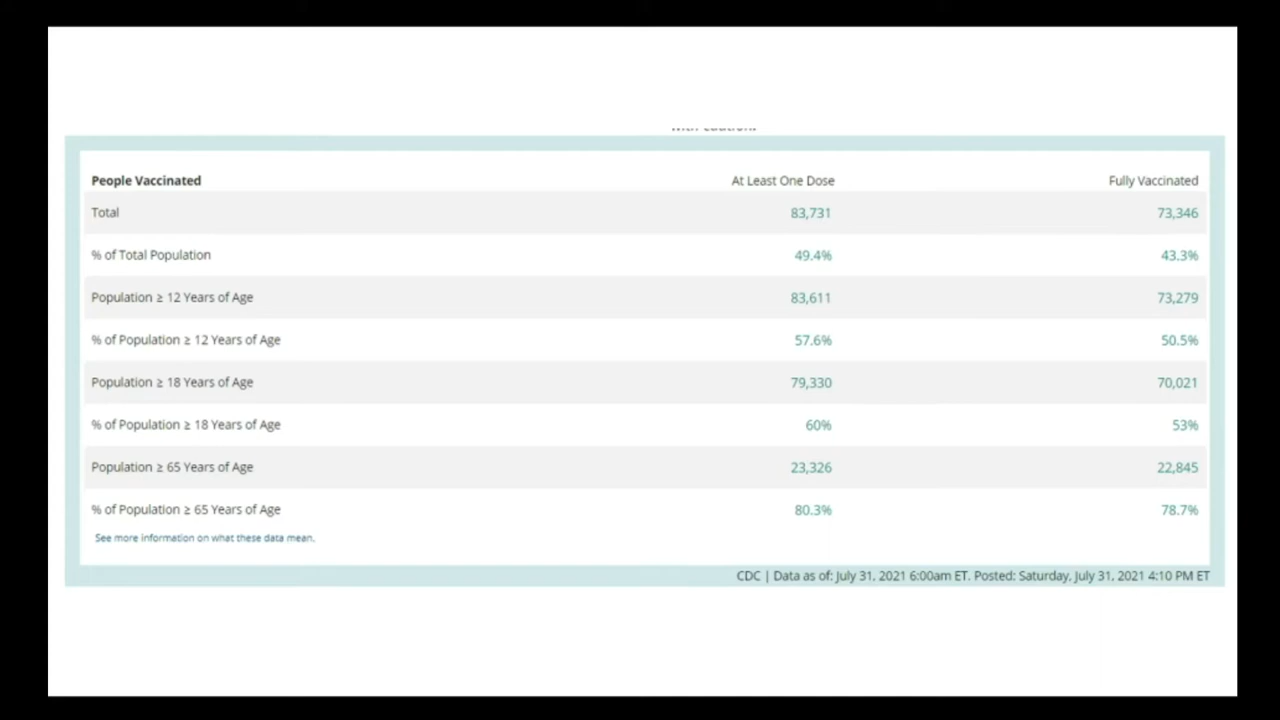 People Vaccinated At Least One Dose Fully Vaccinated
Total 83,731 73,346
% of Total Population 49.4% 43.3%
Population ≥ 12 Years of Age 83,611 73,279
% of Population ≥ 12 Years of Age 57.6% 50.5%
Population ≥ 18 Years of Age 79,330 70,021
% of Population ≥ 18 Years of Age 60% 53%
Population ≥ 65 Years of Age 23,326 22,845
% of Population ≥ 65 Years of Age 80.3% 78.7%
See more information on what these data mean.
CDC | Data as of: July 31, 2021 6:00am ET. Posted: Saturday, July 31, 2021 4:10 PM ET